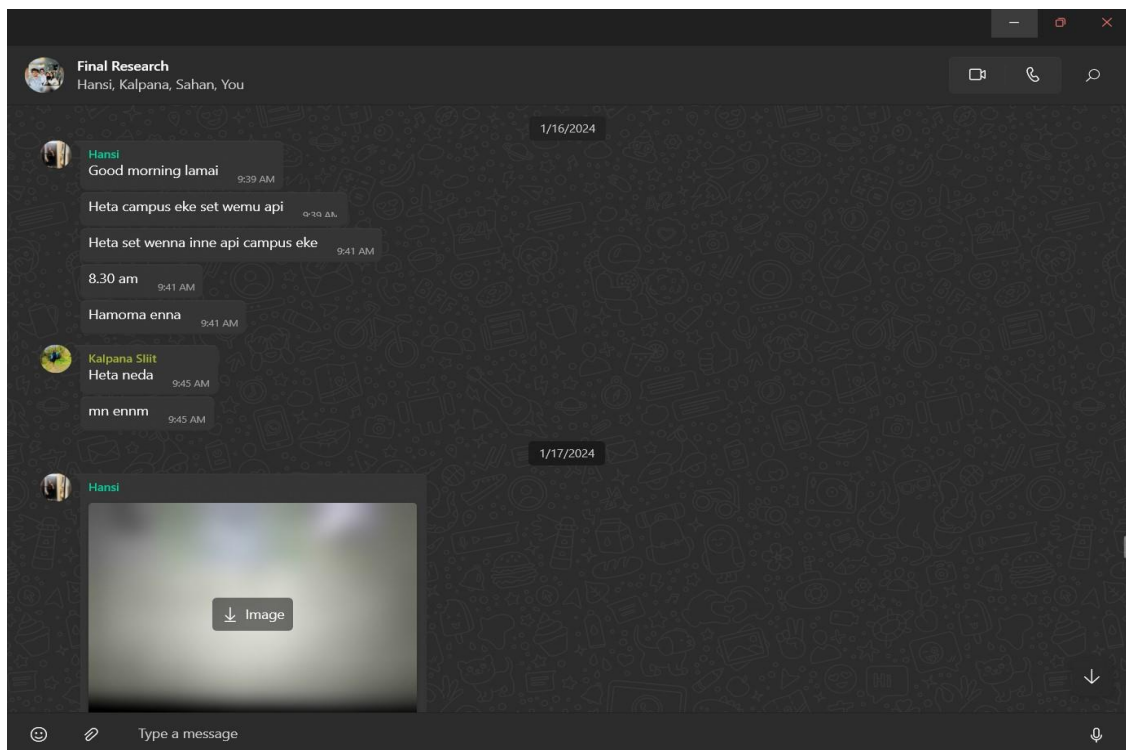 Final Research
Hansi, Kalpana, Sahan, You
1/16/2024
Hansi
Good morning lamai 9:39 AM
Heta campus eke set wemu api 9:39 AM
Heta set wenna inne api campus eke 9:41 AM
8.30 am 9:41 AM
Hamoma enna 9:41 AM
Kalpana Sliit
Heta neda 9:45 AM
mn ennm 9:45 AM
1/17/2024
Hansi
Image
Type a message